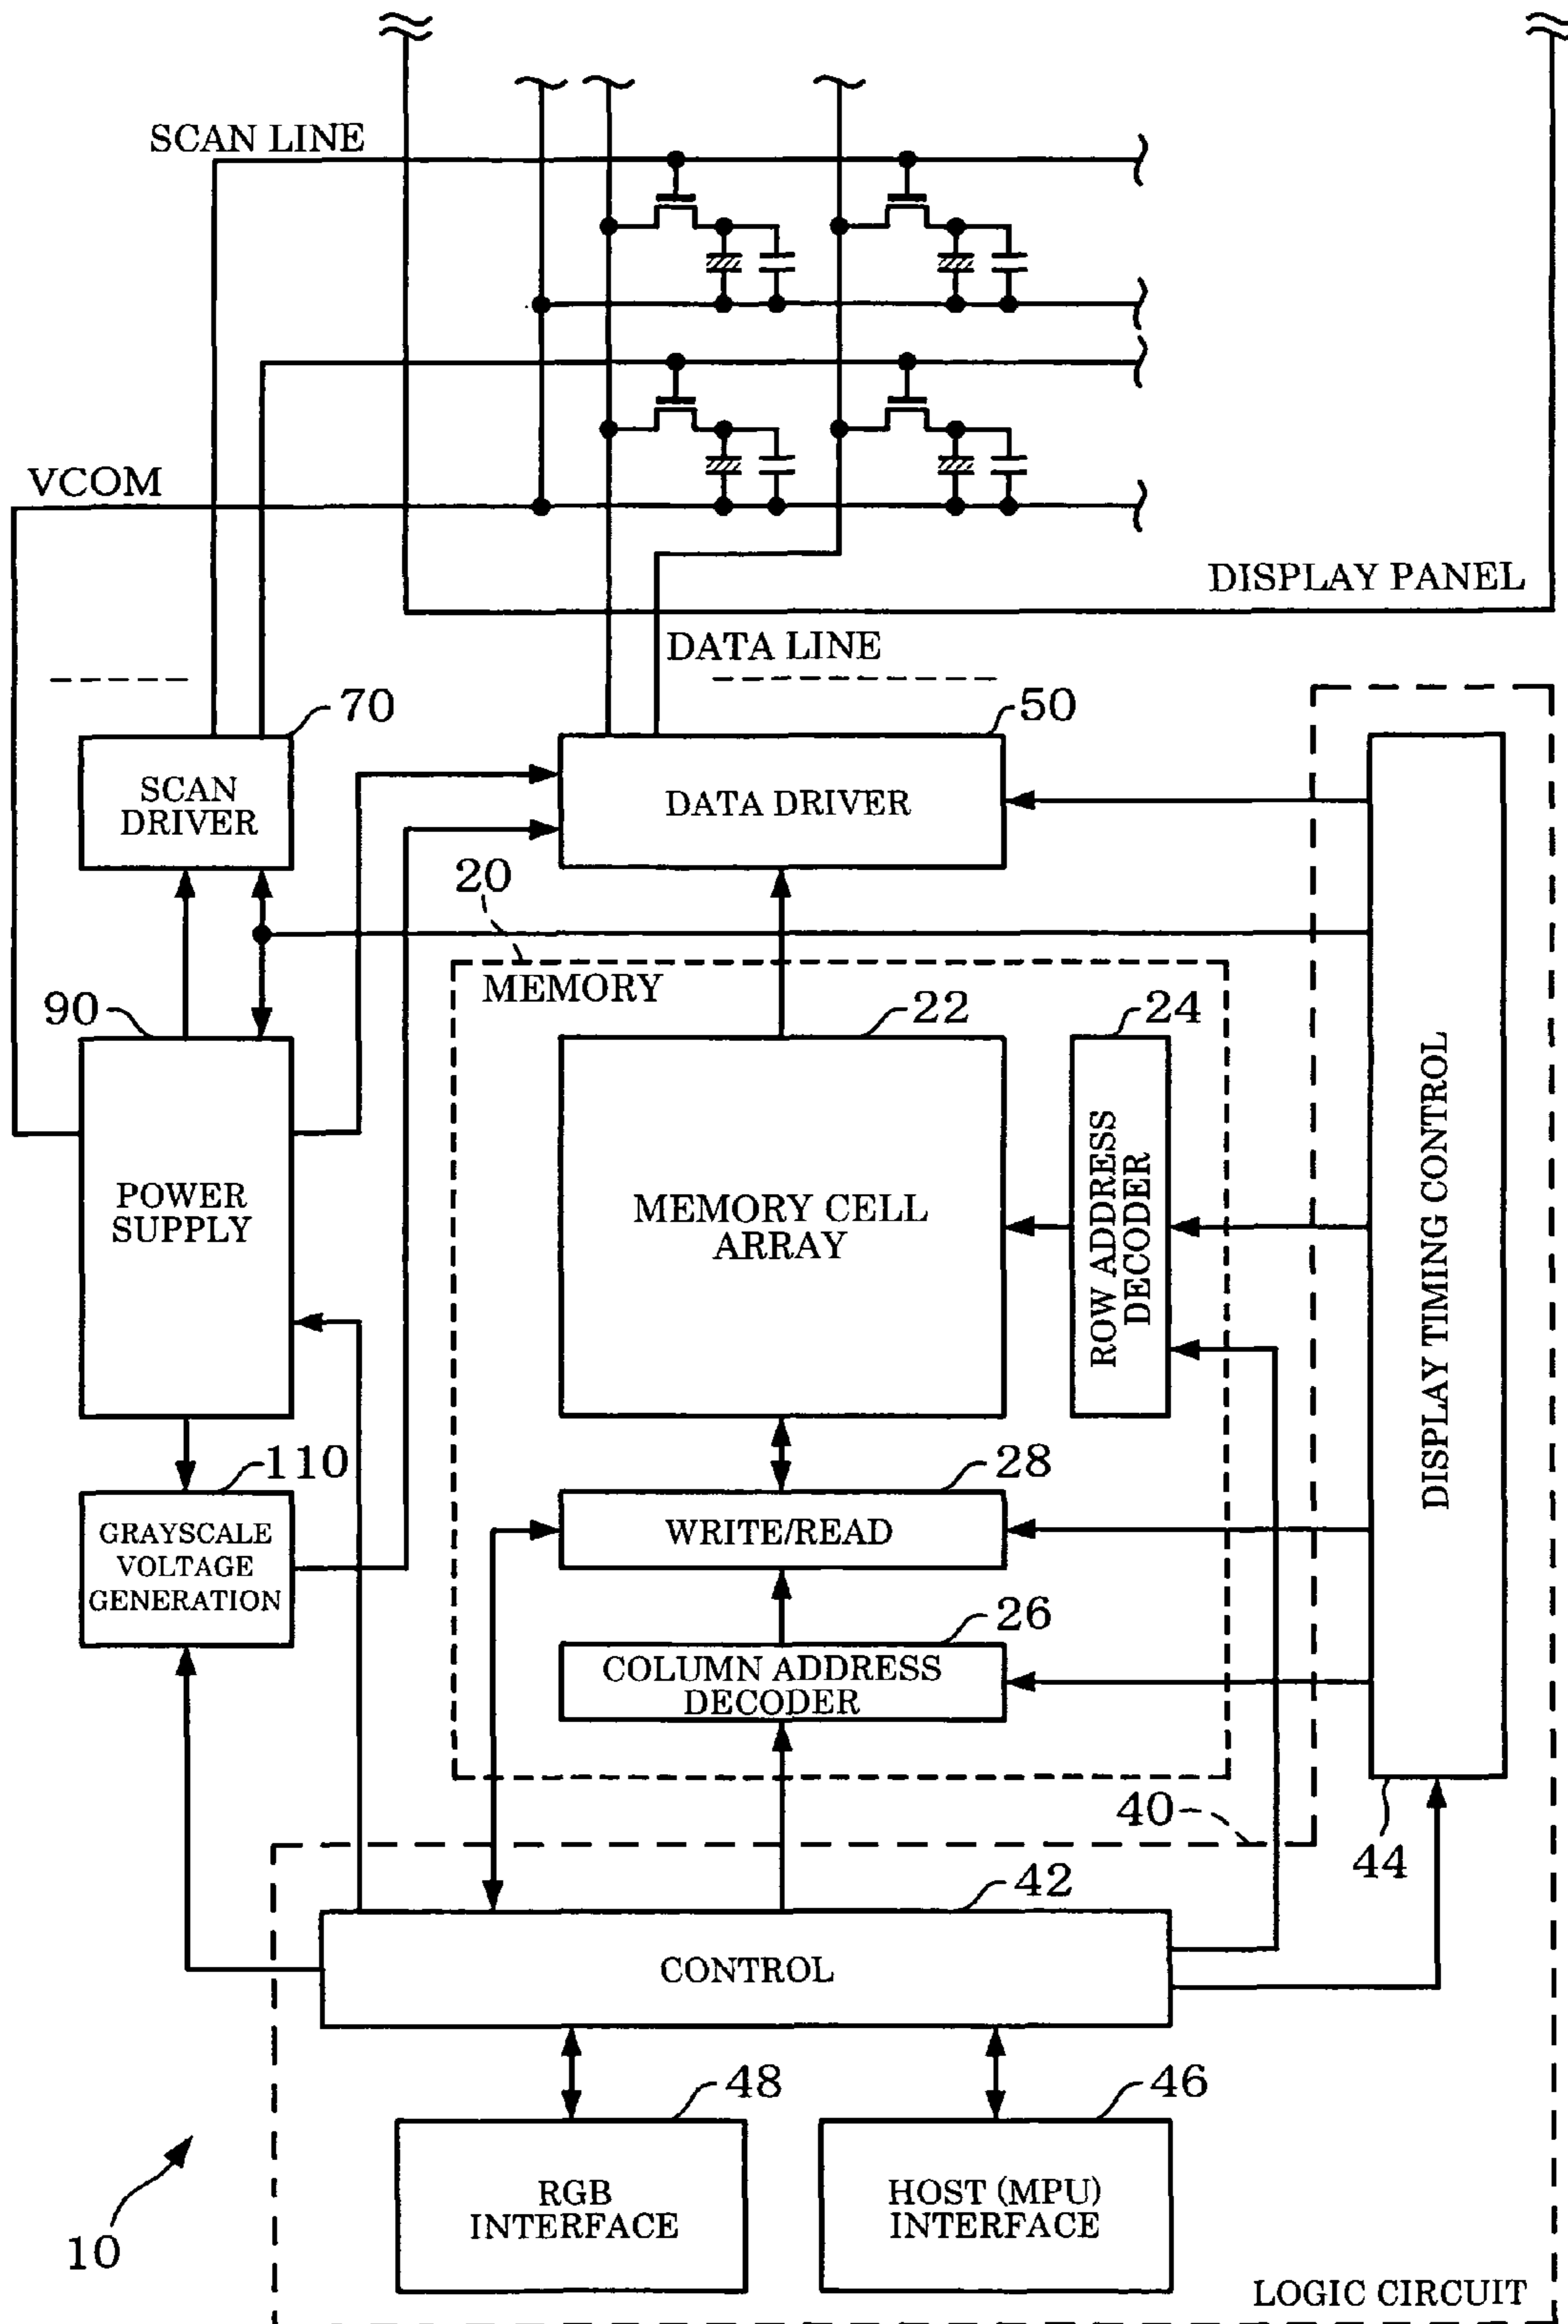 SCAN LINE
VCOM
DISPLAY PANEL
DATA LINE
70
50
SCAN
DRIVER
DATA DRIVER
20
MEMORY
90
22
24
POWER
SUPPLY
MEMORY CELL
ARRAY
ROW ADDRESS
DECODER
DISPLAY TIMING CONTROL
110
28
GRAYSCALE
VOLTAGE
GENERATION
WRITE/READ
26
COLUMN ADDRESS
DECODER
40
44
42
CONTROL
48
46
RGB
INTERFACE
HOST (MPU)
INTERFACE
10
LOGIC CIRCUIT